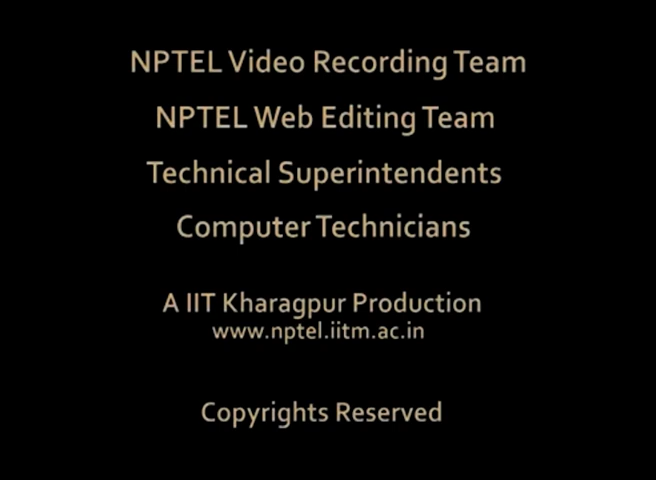 NPTEL Video Recording Team
NPTEL Web Editing Team
Technical Superintendents
Computer Technicians
A IIT Kharagpur Production
www.nptel.iitm.ac.in
Copyrights Reserved